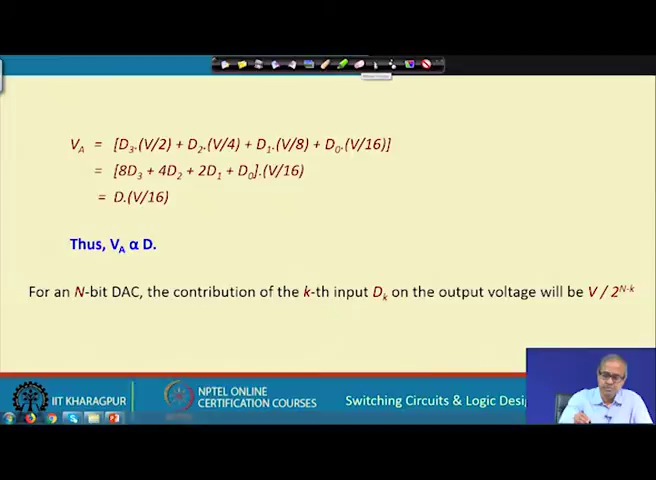 V_A = [D_3.(V/2) + D_2.(V/4) + D_1.(V/8) + D_0.(V/16)]
= [8D_3 + 4D_2 + 2D_1 + D_0].(V/16)
= D.(V/16)
Thus, V_A α D.
For an N-bit DAC, the contribution of the k-th input D_k on the output voltage will be V / 2^{N-k}
IIT KHARAGPUR
NPTEL ONLINE
CERTIFICATION COURSES
Switching Circuits & Logic Desig